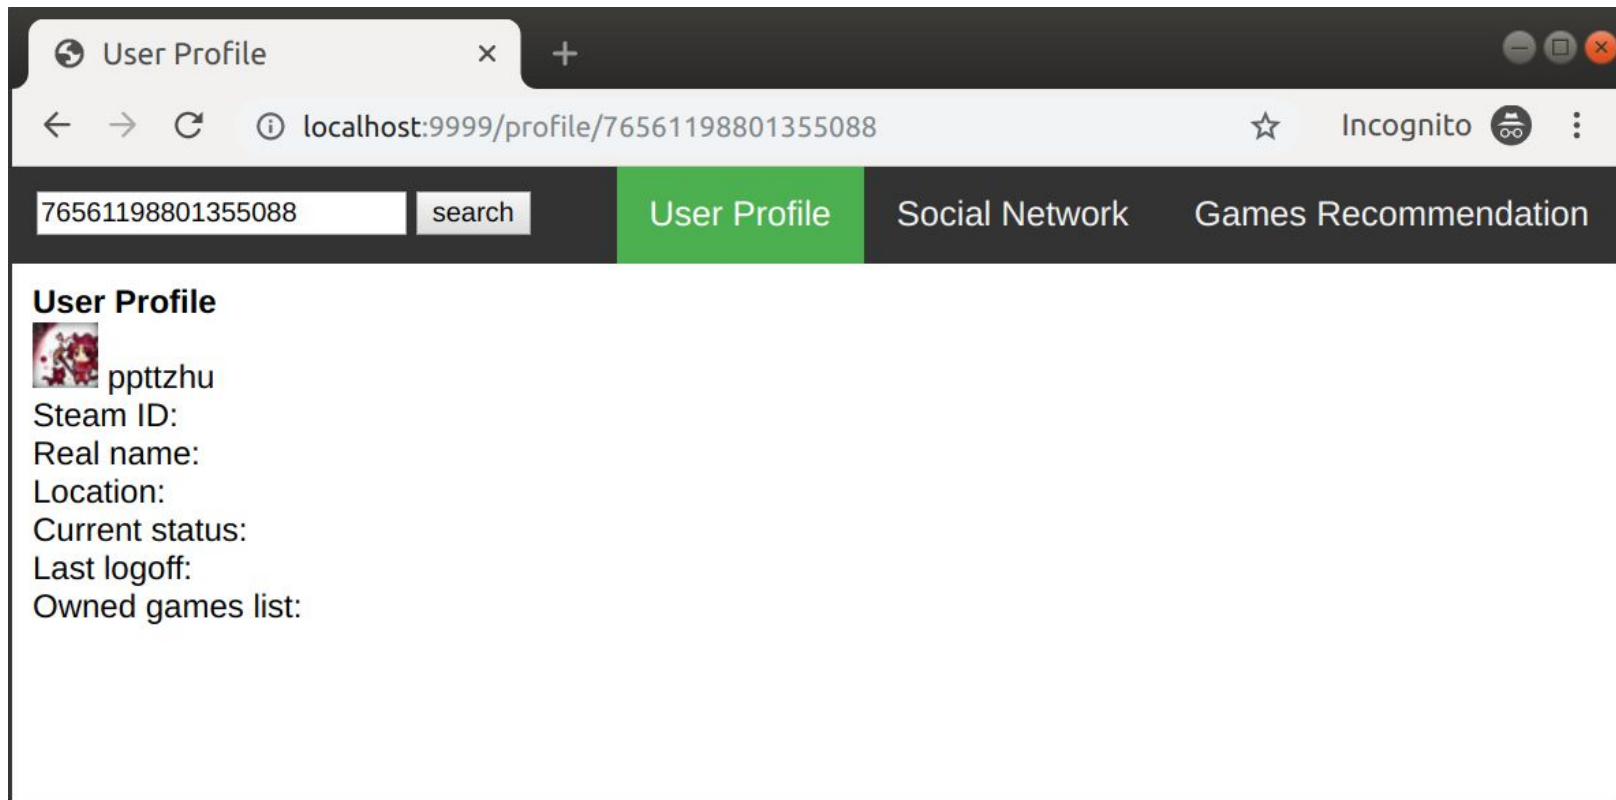 User Profile
localhost:9999/profile/76561198801355088
Incognito
76561198801355088 search User Profile Social Network Games Recommendation
User Profile
ppttzhu
Steam ID:
Real name:
Location:
Current status:
Last logoff:
Owned games list: